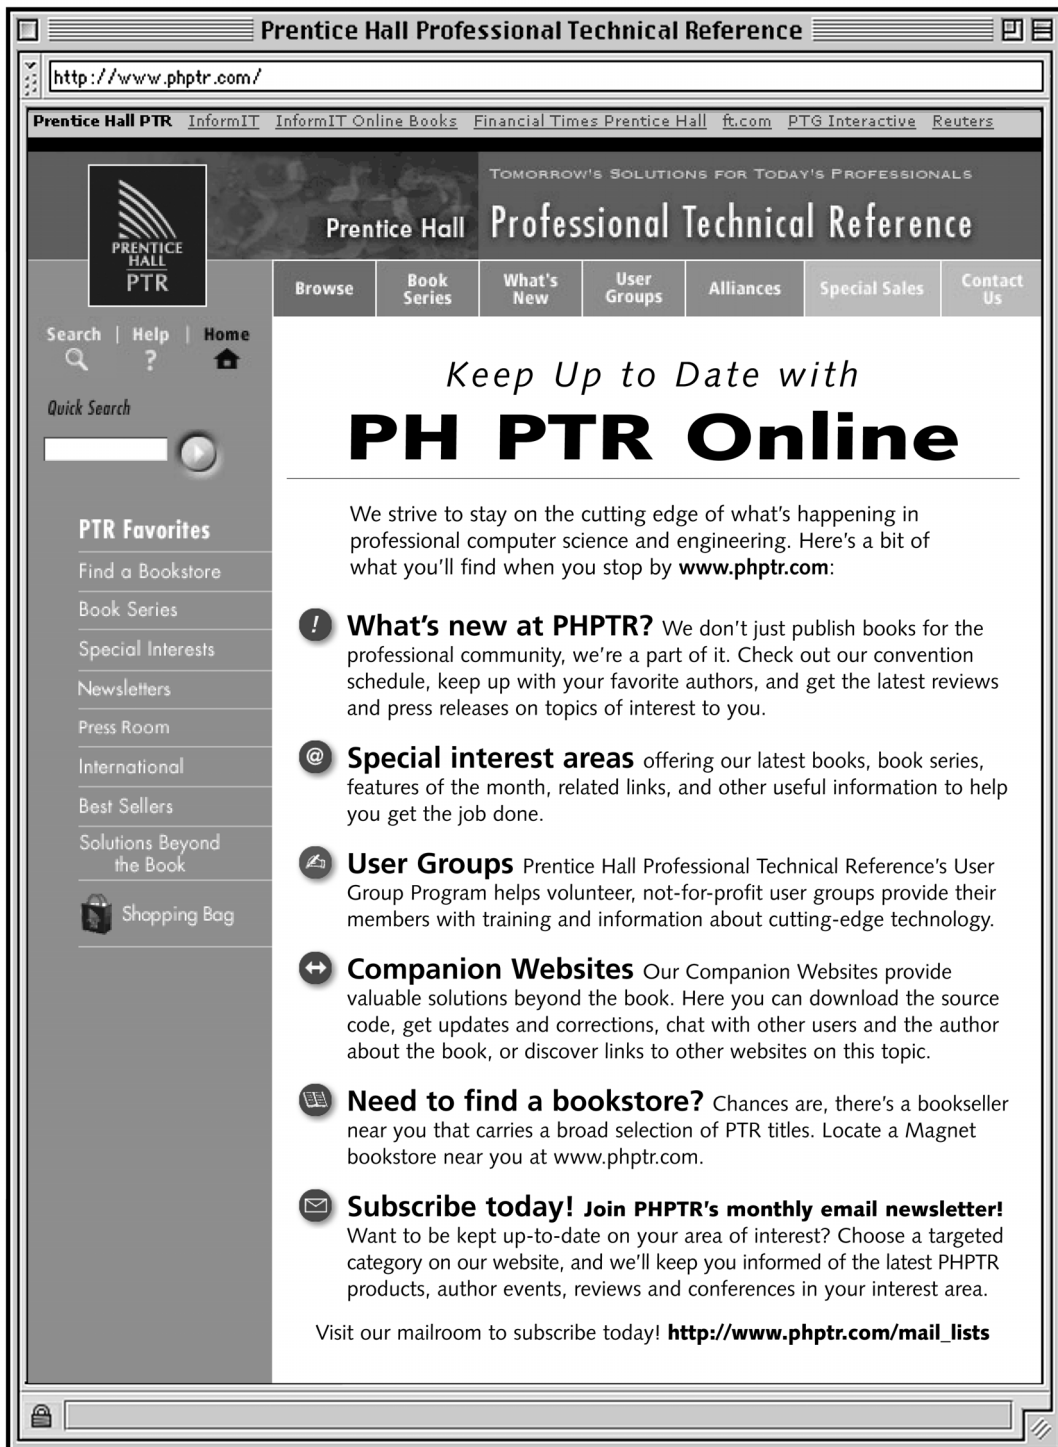 Prentice Hall Professional Technical Reference
http://www.phptr.com/
Prentice Hall PTR InformIT InformIT Online Books Financial Times Prentice Hall ft.com PTG Interactive Reuters
TOMORROW'S SOLUTIONS FOR TODAY'S PROFESSIONALS
Prentice Hall Professional Technical Reference
PRENTICE
HALL
PTR
Browse
Book
Series
What's
New
User
Groups
Alliances
Special Sales
Contact
Us
Search | Help | Home
?
Quick Search
PTR Favorites
Find a Bookstore
Book Series
Special Interests
Newsletters
Press Room
International
Best Sellers
Solutions Beyond
the Book
Shopping Bag
Keep Up to Date with
PH PTR Online
We strive to stay on the cutting edge of what's happening in
professional computer science and engineering. Here's a bit of
what you'll find when you stop by www.phptr.com:
! What's new at PHPTR? We don't just publish books for the
professional community, we're a part of it. Check out our convention
schedule, keep up with your favorite authors, and get the latest reviews
and press releases on topics of interest to you.
@ Special interest areas offering our latest books, book series,
features of the month, related links, and other useful information to help
you get the job done.
User Groups Prentice Hall Professional Technical Reference's User
Group Program helps volunteer, not-for-profit user groups provide their
members with training and information about cutting-edge technology.
Companion Websites Our Companion Websites provide
valuable solutions beyond the book. Here you can download the source
code, get updates and corrections, chat with other users and the author
about the book, or discover links to other websites on this topic.
Need to find a bookstore? Chances are, there's a bookseller
near you that carries a broad selection of PTR titles. Locate a Magnet
bookstore near you at www.phptr.com.
Subscribe today! Join PHPTR's monthly email newsletter!
Want to be kept up-to-date on your area of interest? Choose a targeted
category on our website, and we'll keep you informed of the latest PHPTR
products, author events, reviews and conferences in your interest area.
Visit our mailroom to subscribe today! http://www.phptr.com/mail_lists